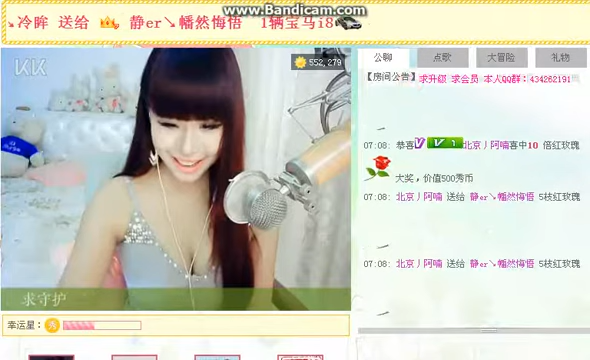 www.Bandicam.com
↘冷眸 送给 静er↘幡然悔悟 1辆宝马i8
KK
552,279
公聊 点歌 大冒险 礼物
【房间公告】求升级 求会员 本人QQ群：434262191
07:08: 恭喜 V V 1 北京丿阿喃喜中10 倍红玫瑰
大奖，价值500秀币
07:08: 北京丿阿喃 送给 静er↘幡然悔悟 5枝红玫瑰
07:08: 北京丿阿喃 送给 静er↘幡然悔悟 5枝红玫瑰
求守护
幸运星：秀